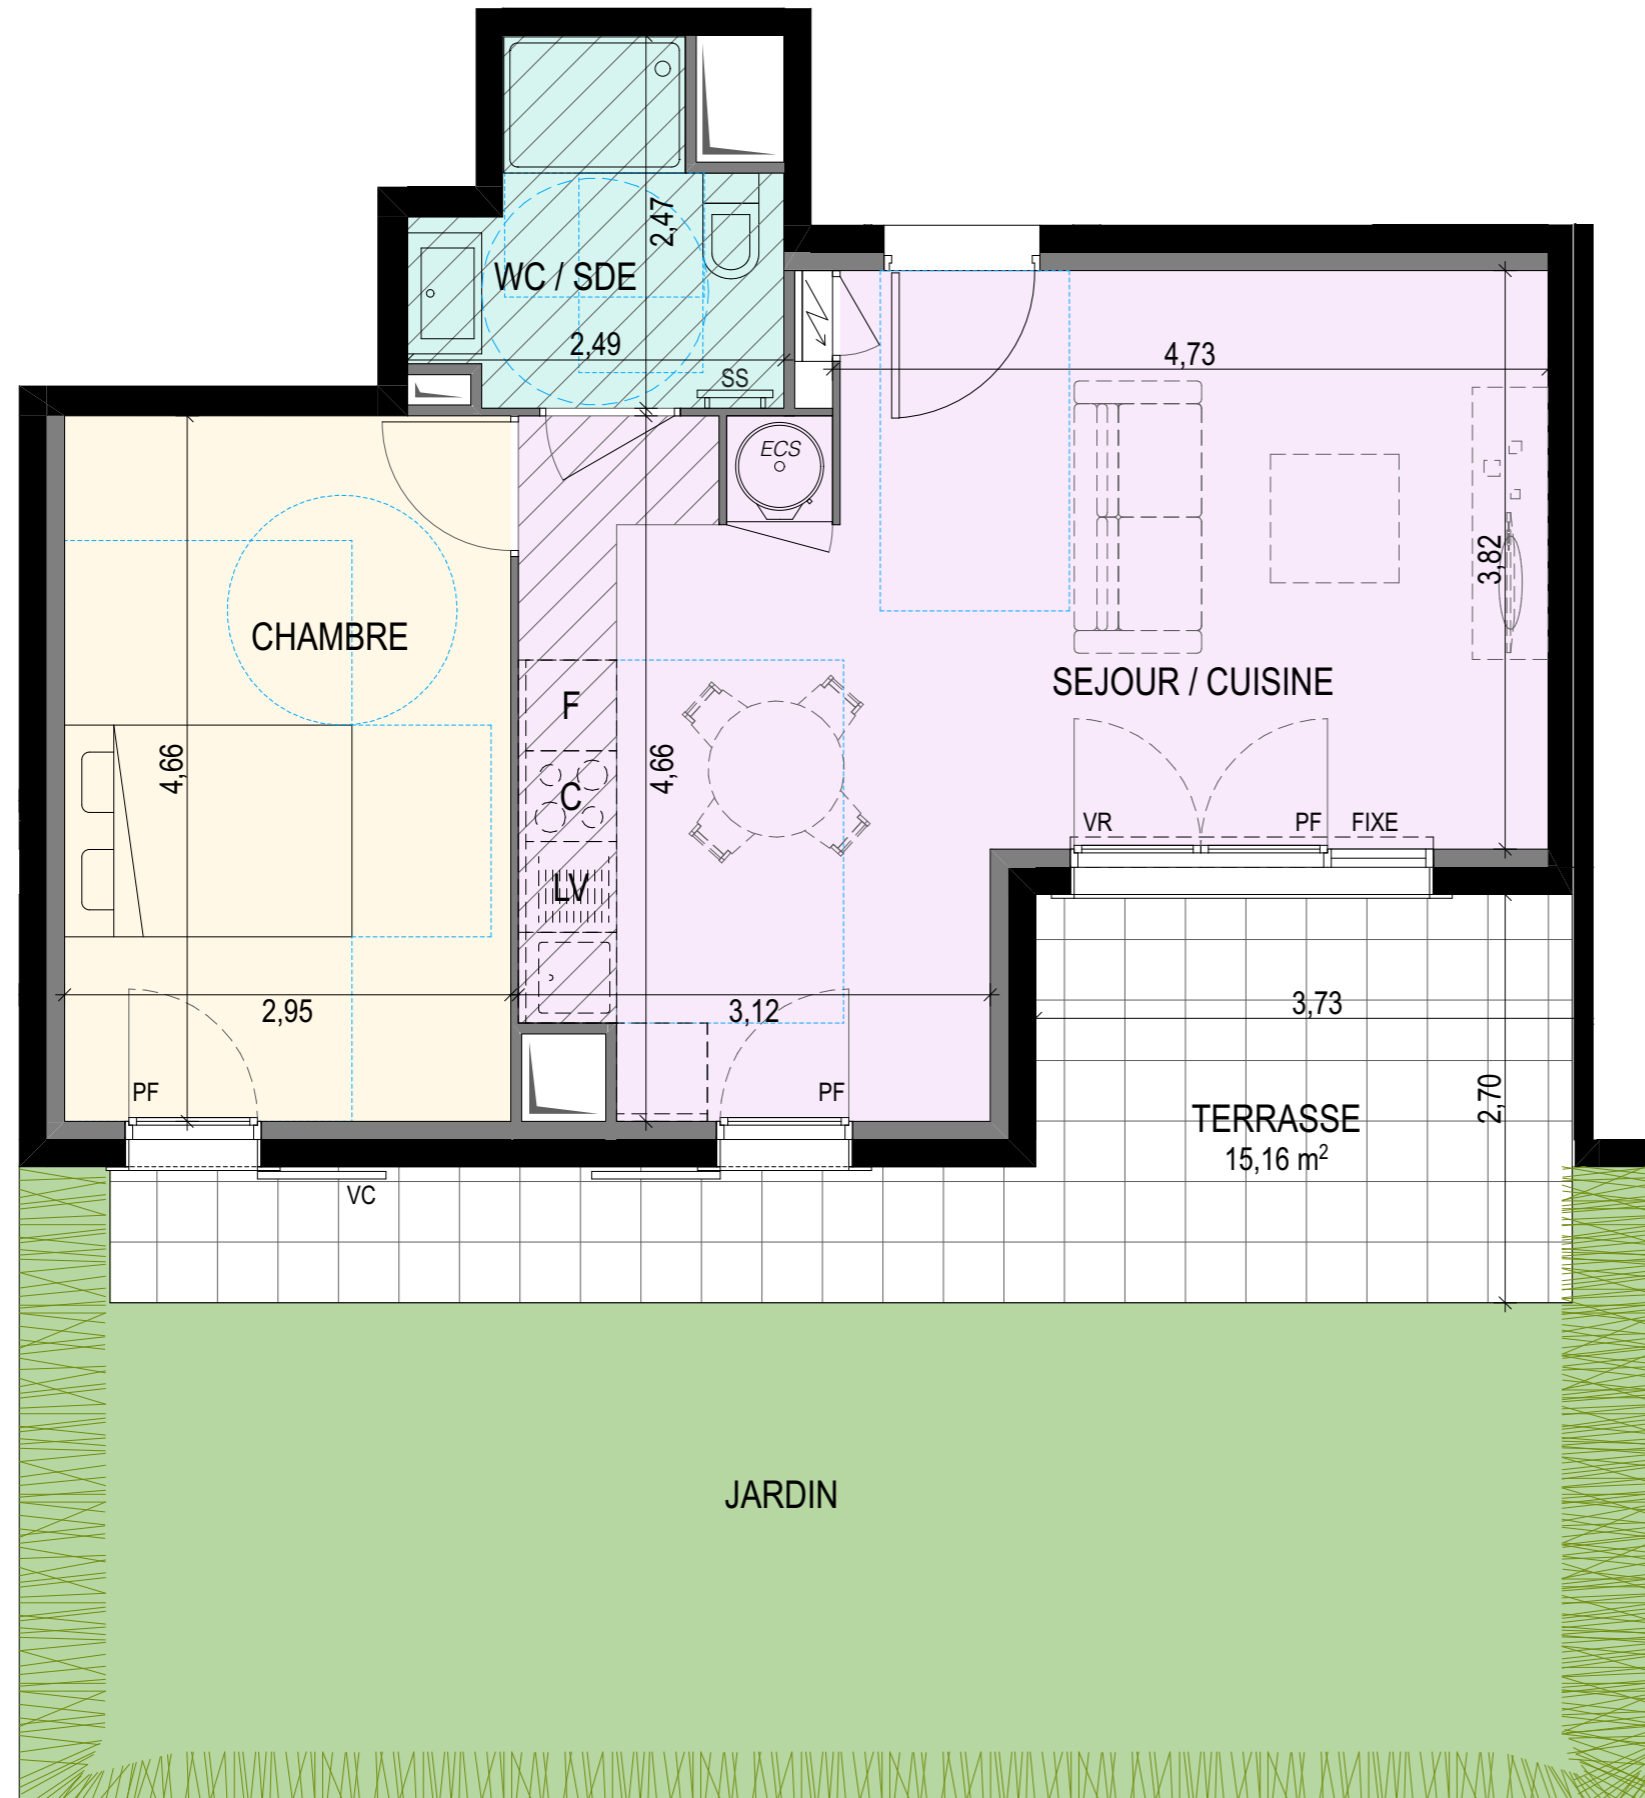 2,47
WC / SDE
2,49
4,73
SS
ECS
3,82
CHAMBRE
SEJOUR / CUISINE
F
4,66
4,66
C
VR
PF
FIXE
LV
2,95
3,12
3,73
PF
PF
2,70
TERRASSE
15,16 m²
VC
JARDIN